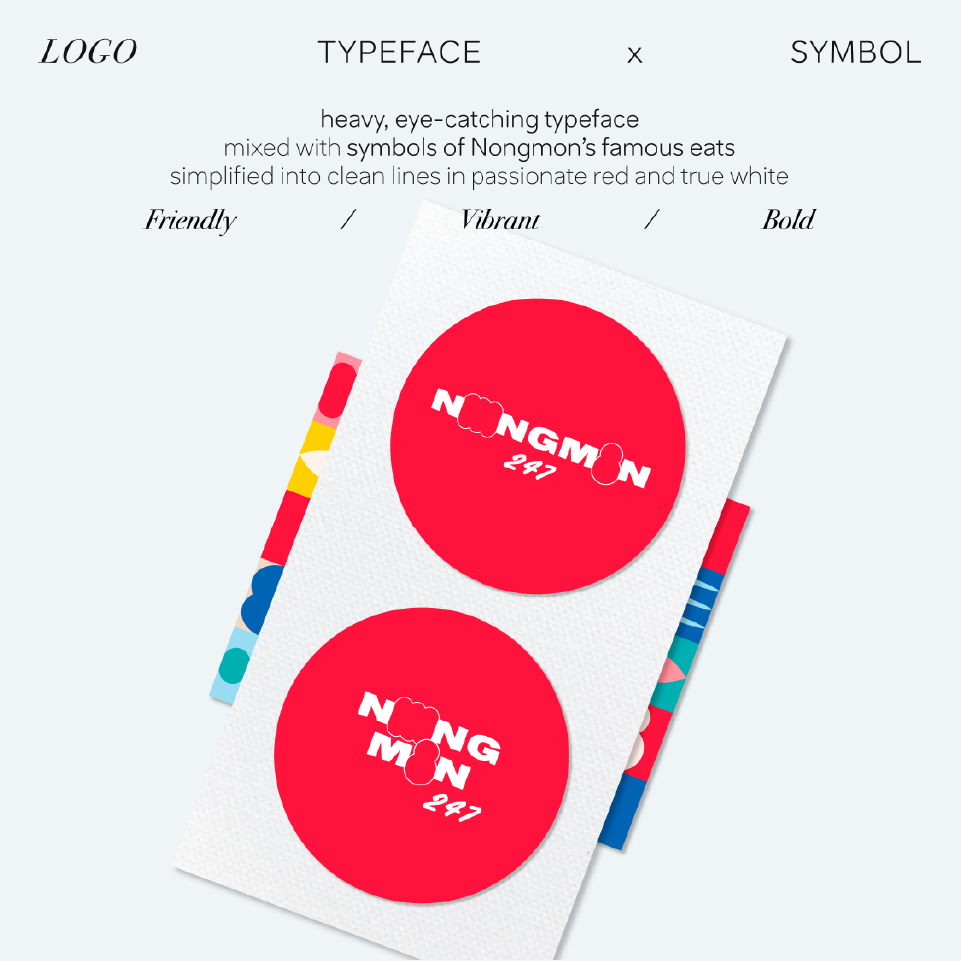 LOGO TYPEFACE x SYMBOL
heavy, eye-catching typeface
mixed with symbols of Nongmon’s famous eats
simplified into clean lines in passionate red and true white
Friendly / Vibrant / Bold
NONGMON
247
NONG
MON
247